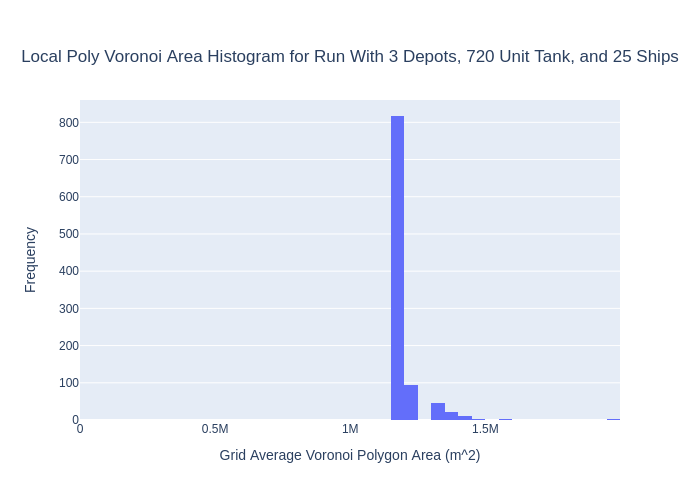 Local Poly Voronoi Area Histogram for Run With 3 Depots, 720 Unit Tank, and 25 Ships
800
700
600
500
400
300
200
100
0
Frequency
0 0.5M 1M 1.5M
Grid Average Voronoi Polygon Area (m^2)